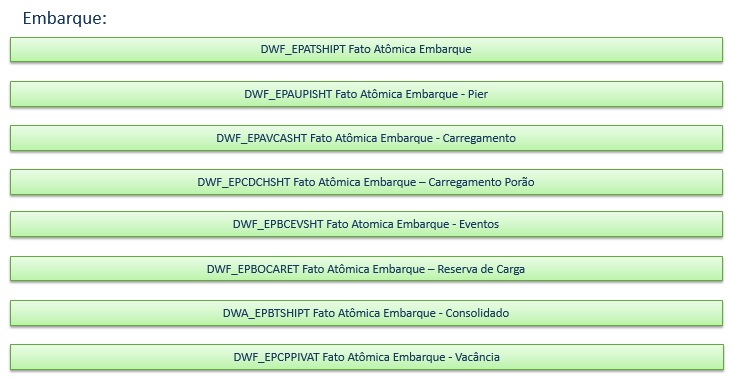 Embarque:
DWF_EPATSHIPT Fato Atômica Embarque
DWF_EPAUPISHT Fato Atômica Embarque - Pier
DWF_EPAVCASHT Fato Atômica Embarque - Carregamento
DWF_EPCDCHSHT Fato Atômica Embarque – Carregamento Porão
DWF_EPBCEVSHT Fato Atomica Embarque - Eventos
DWF_EPBOCARET Fato Atômica Embarque – Reserva de Carga
DWA_EPBTSHIPT Fato Atômica Embarque - Consolidado
DWF_EPCPPIVAT Fato Atômica Embarque - Vacância